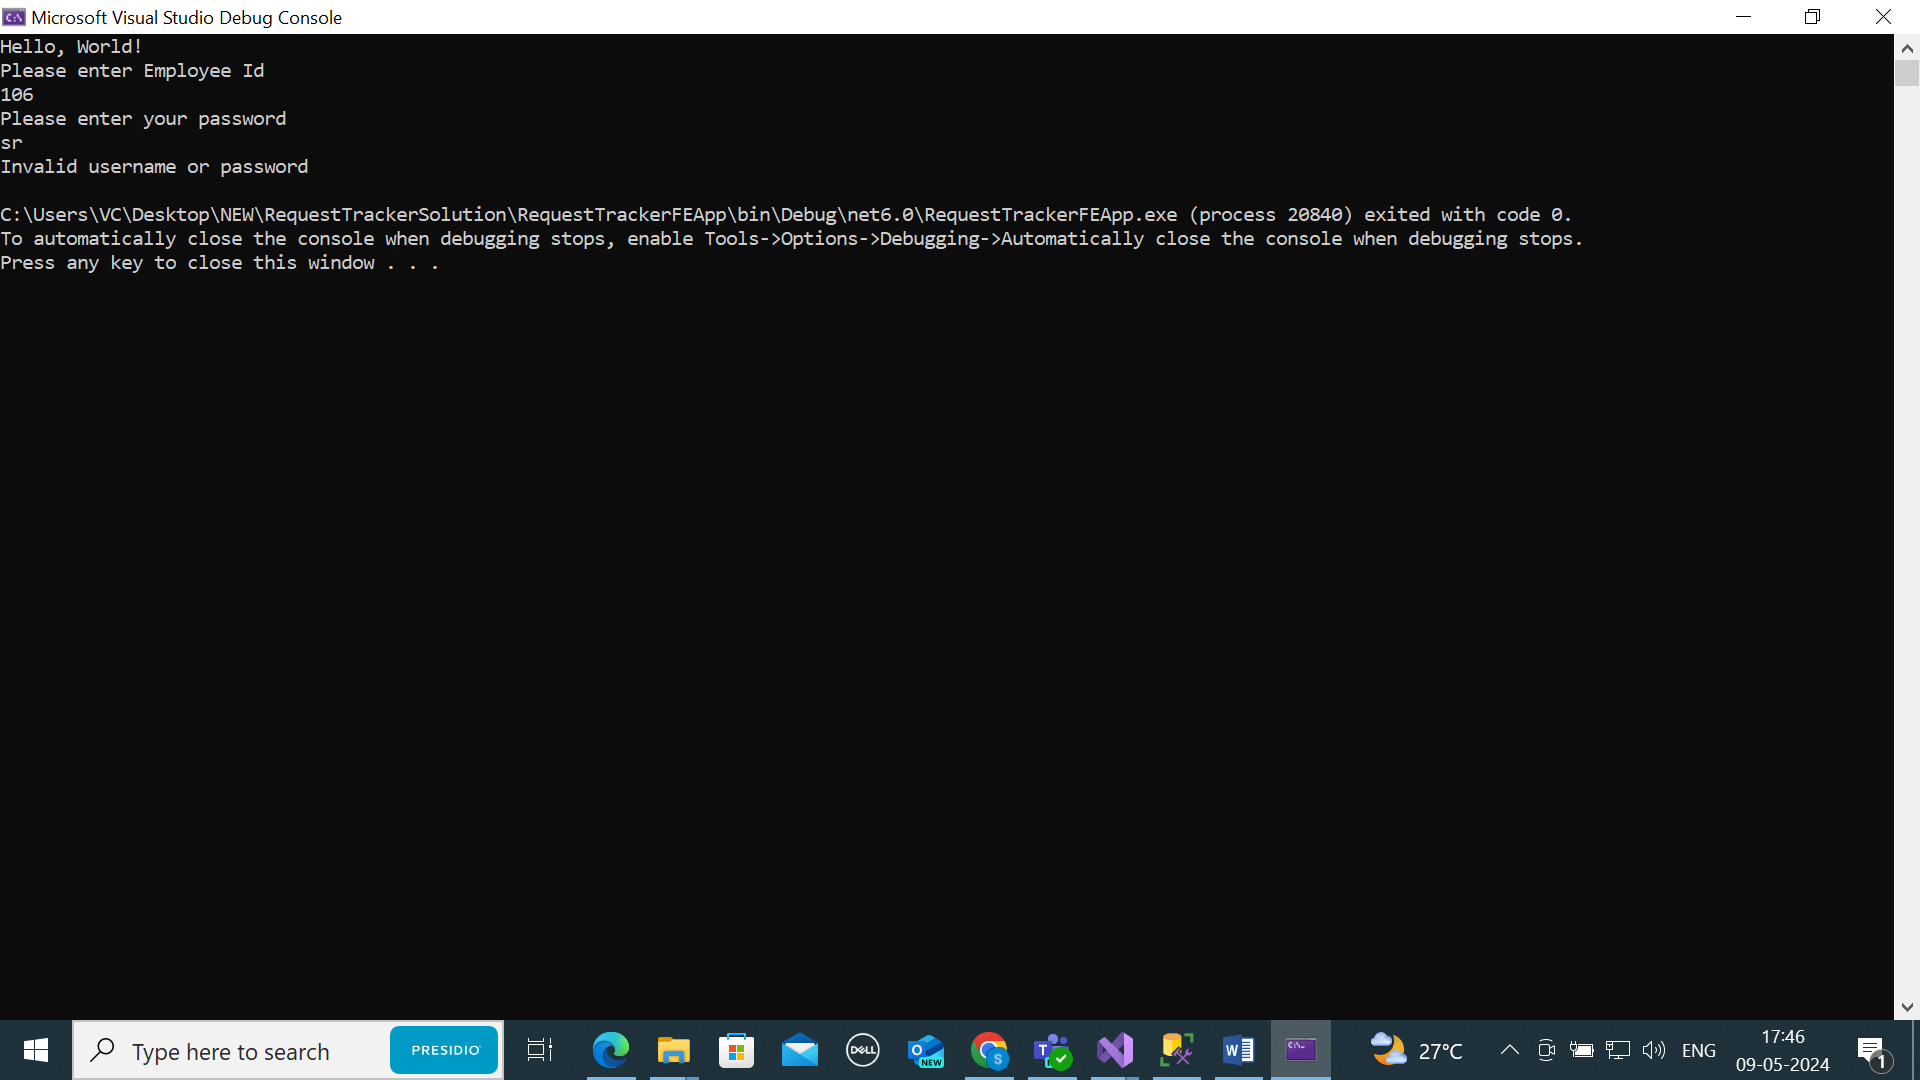 Microsoft Visual Studio Debug Console
Hello, World!
Please enter Employee Id
106
Please enter your password
sr
Invalid username or password
C:\Users\VC\Desktop\NEW\RequestTrackerSolution\RequestTrackerFEApp\bin\Debug\net6.0\RequestTrackerFEApp.exe (process 20840) exited with code 0.
To automatically close the console when debugging stops, enable Tools->Options->Debugging->Automatically close the console when debugging stops.
Press any key to close this window . . .
Type here to search
PRESIDIO
DELL
NEW
S
27°C
ENG
17:46
09-05-2024
1